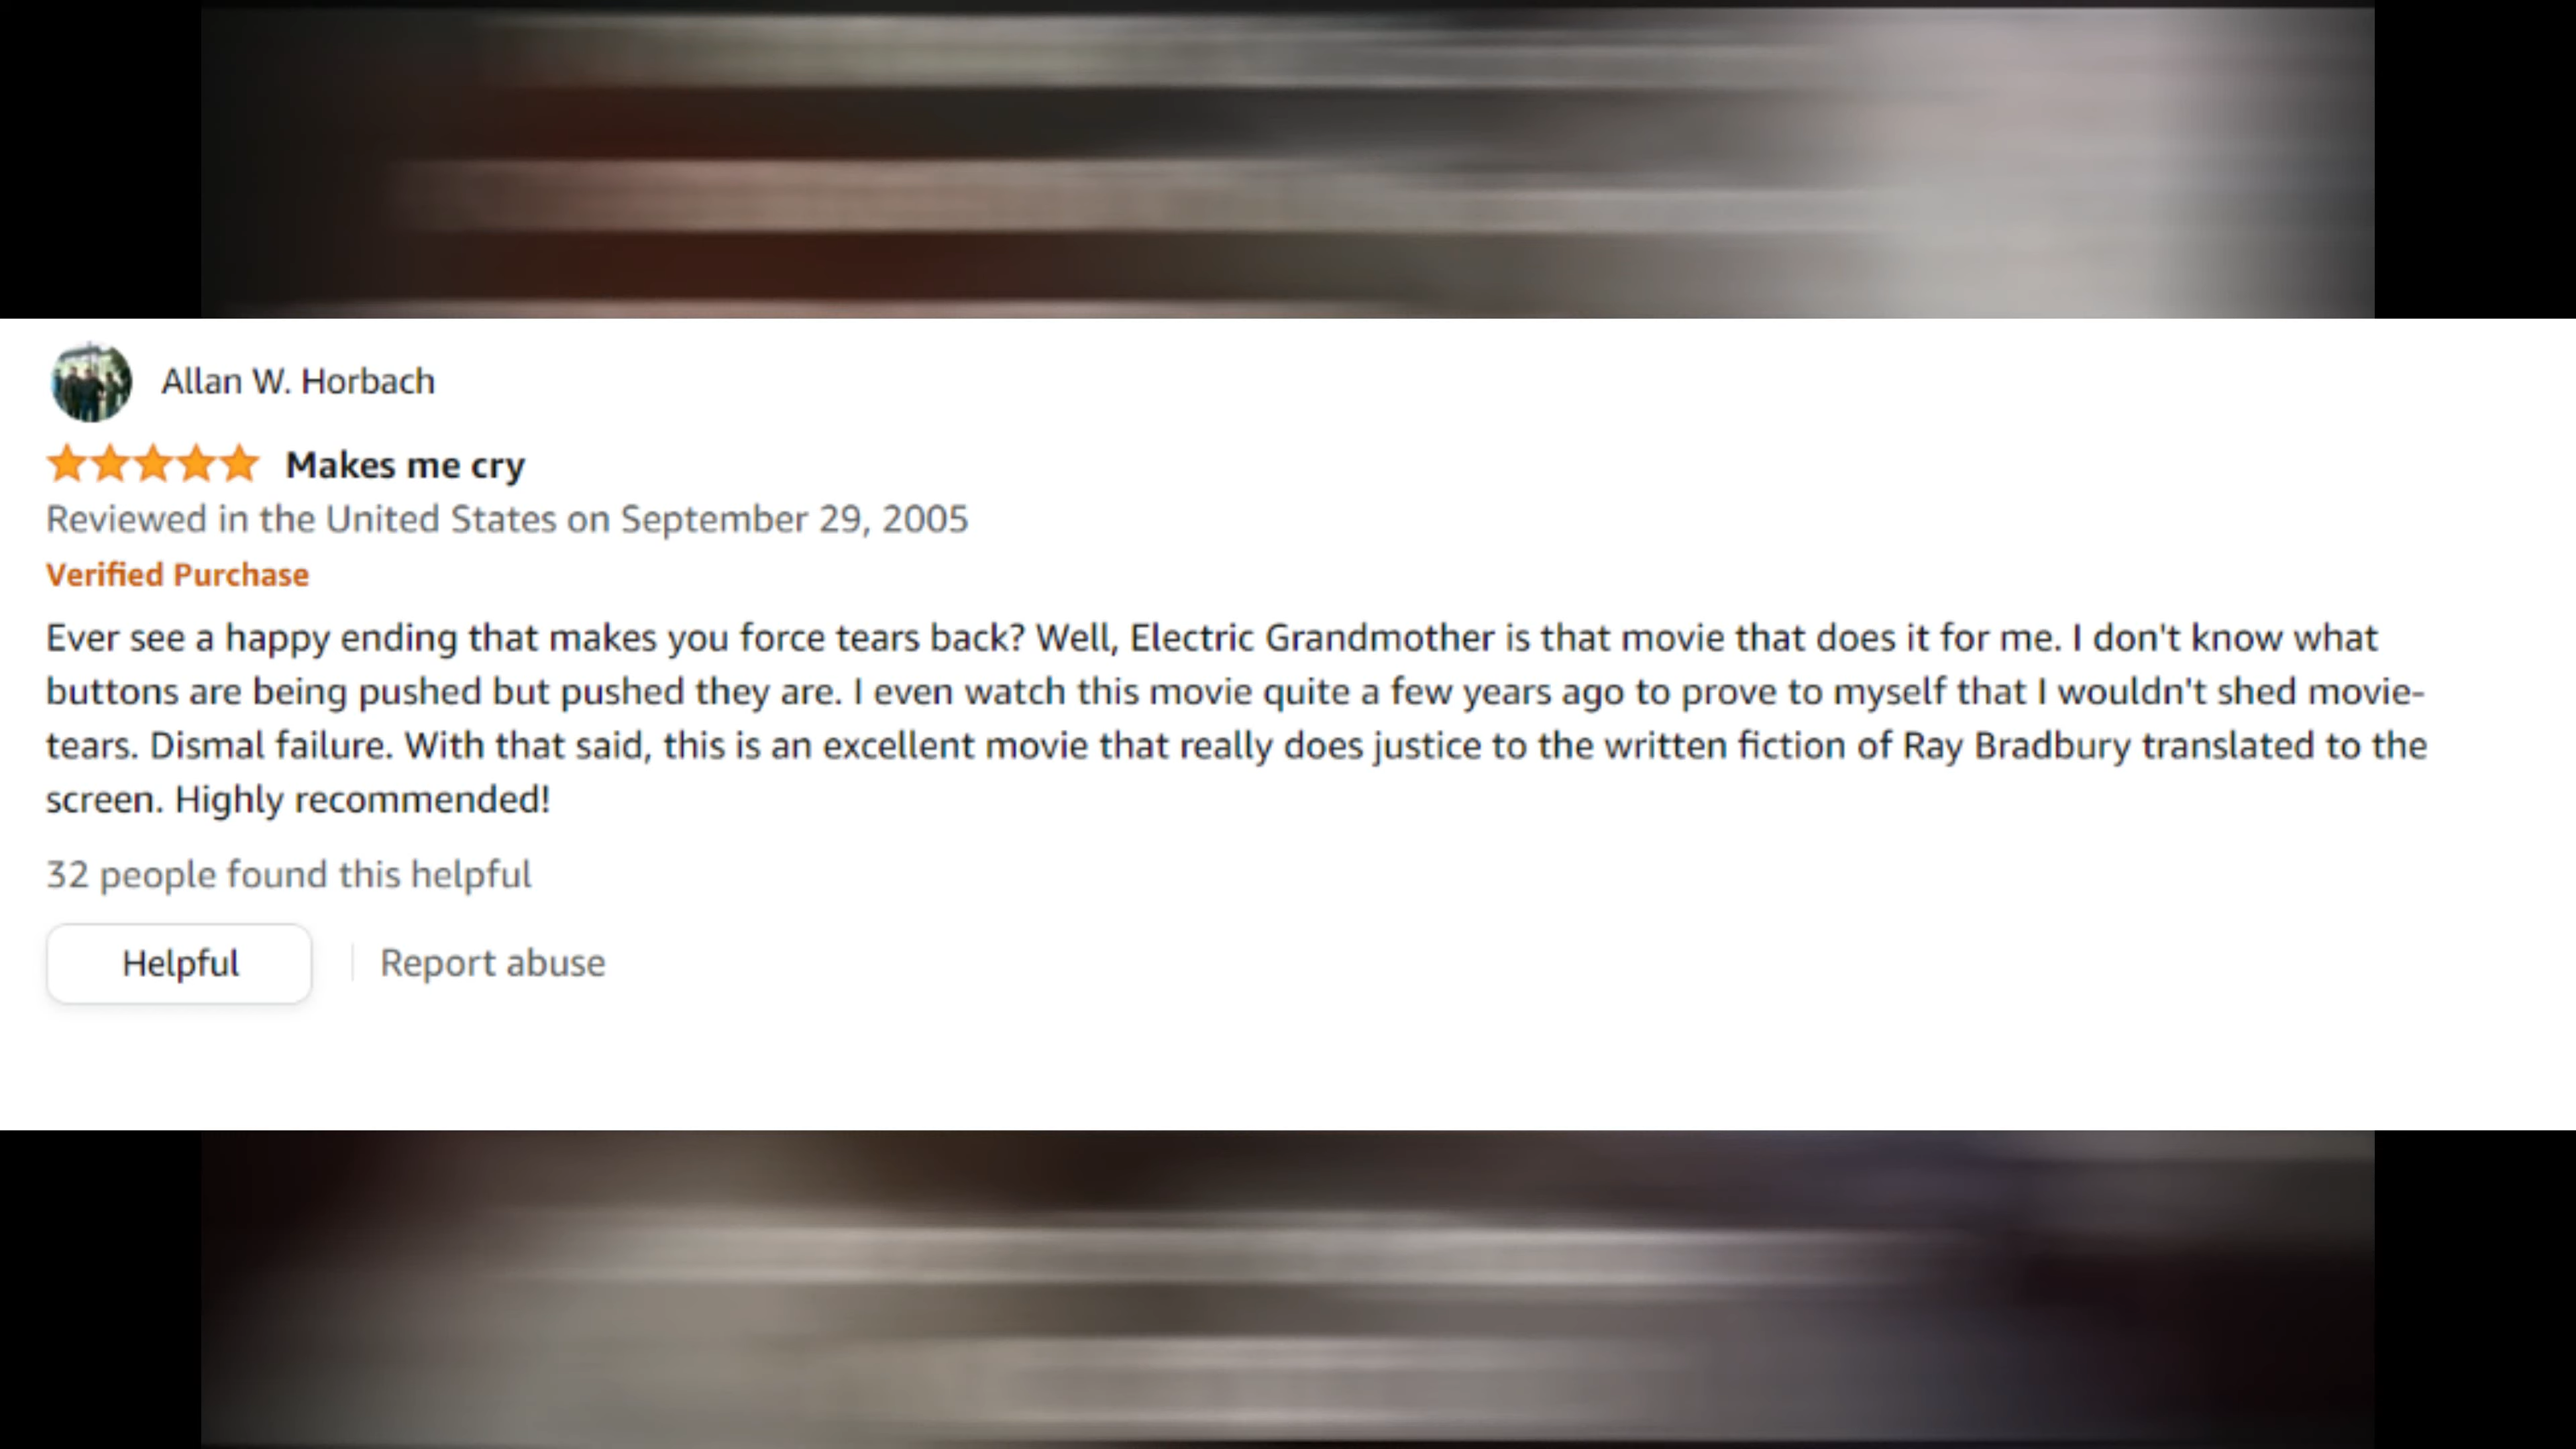 Allan W. Horbach
Makes me cry
Reviewed in the United States on September 29, 2005
Verified Purchase
Ever see a happy ending that makes you force tears back? Well, Electric Grandmother is that movie that does it for me. I don't know what
buttons are being pushed but pushed they are. I even watch this movie quite a few years ago to prove to myself that I wouldn't shed movie-
tears. Dismal failure. With that said, this is an excellent movie that really does justice to the written fiction of Ray Bradbury translated to the
screen. Highly recommended!
32 people found this helpful
Helpful
Report abuse